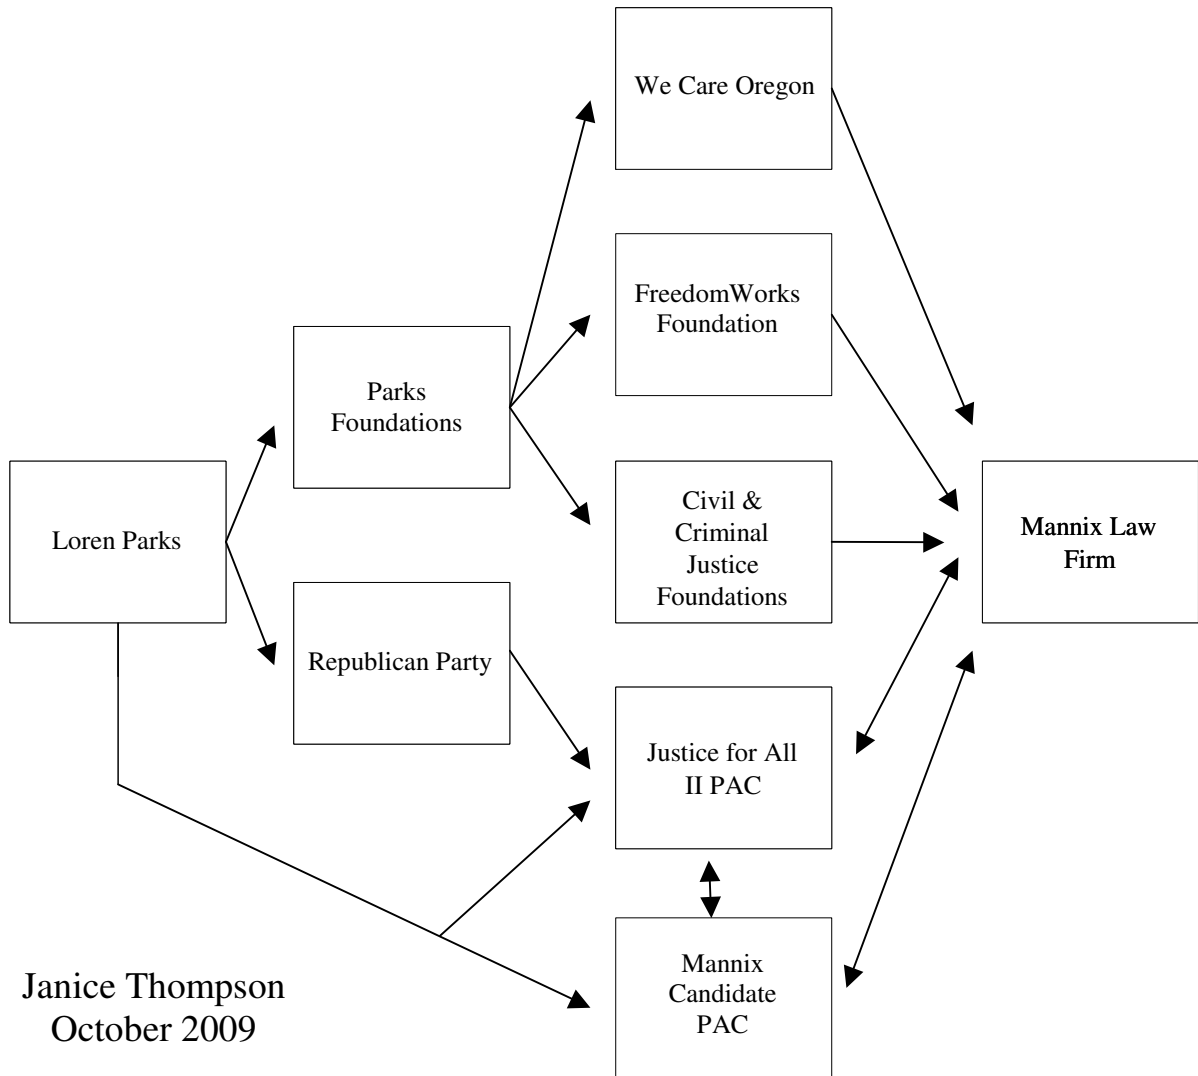 We Care Oregon
FreedomWorks
Foundation
Parks
Foundations
Civil &
Criminal
Justice
Foundations
Mannix Law
Firm
Loren Parks
Republican Party
Justice for All
II PAC
Mannix
Candidate
PAC
Janice Thompson
October 2009